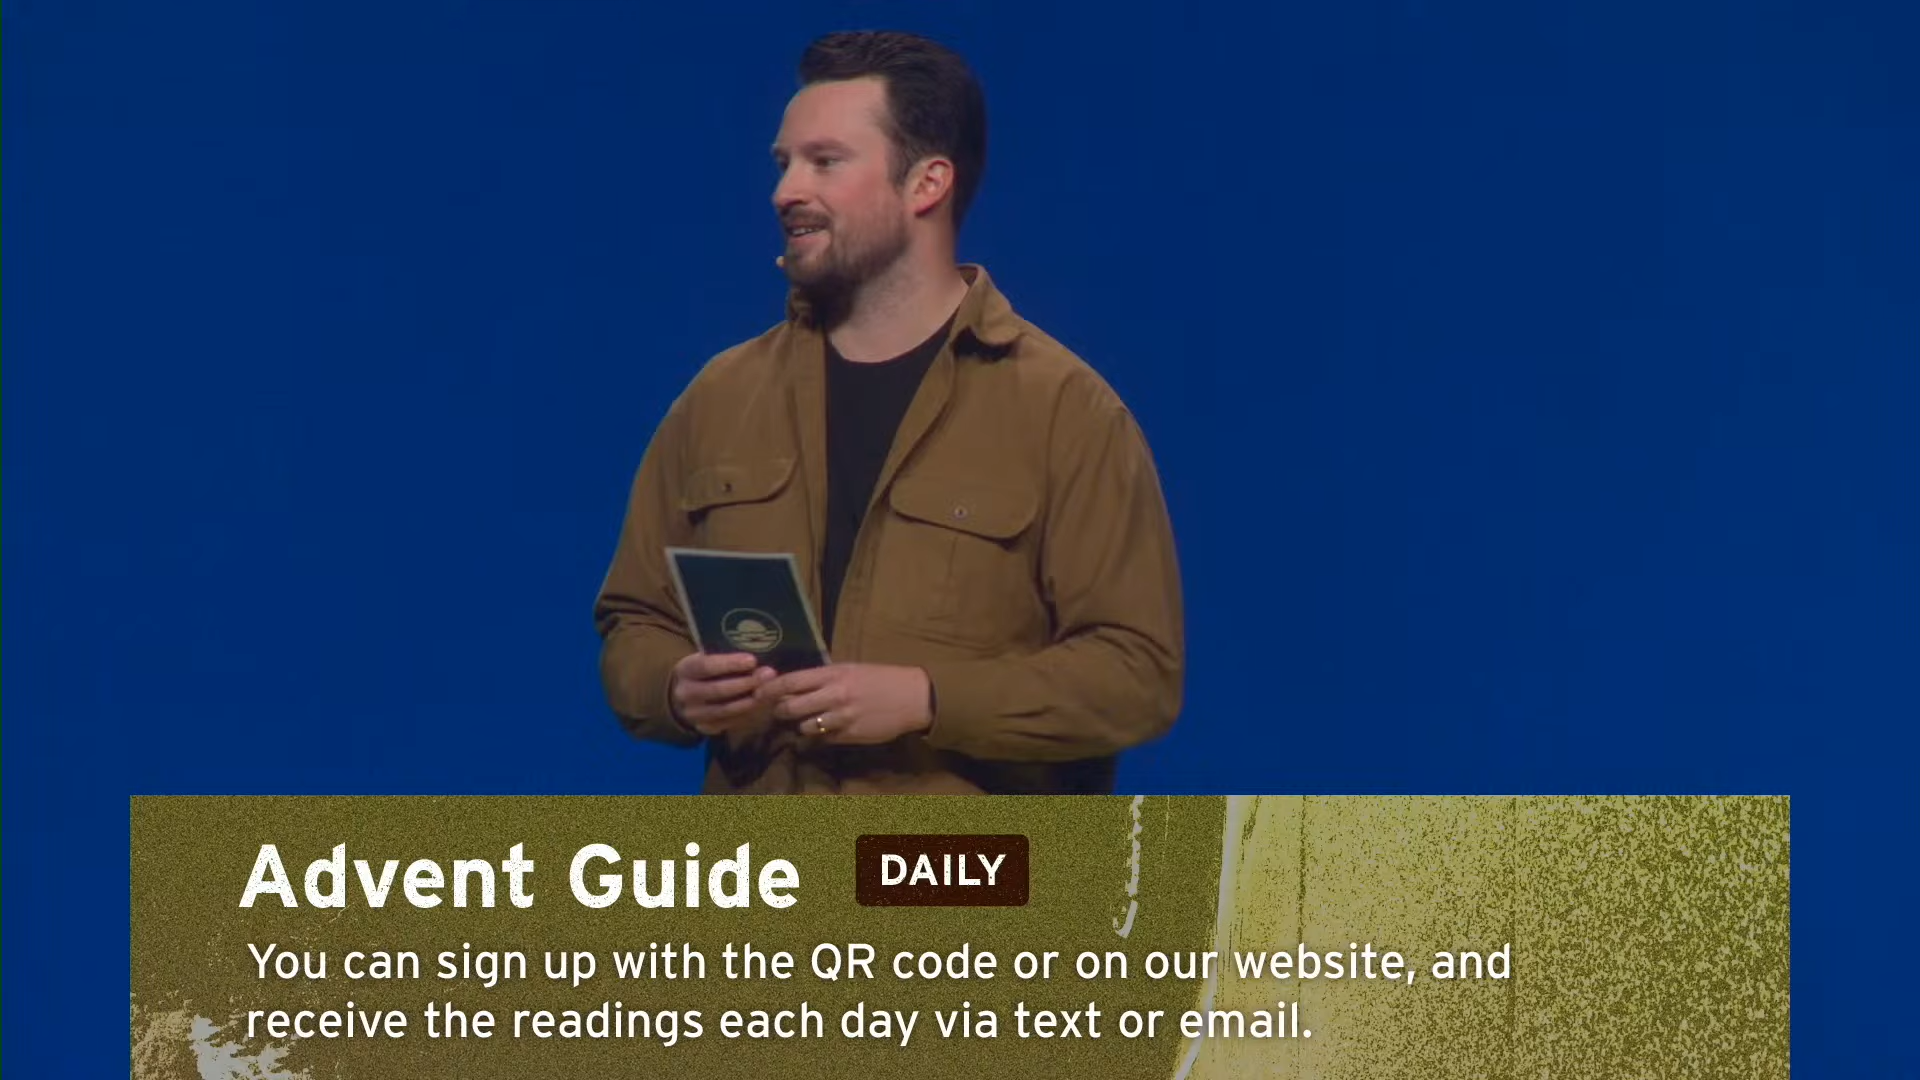 Advent Guide DAILY
You can sign up with the QR code or on our website, and
receive the readings each day via text or email.